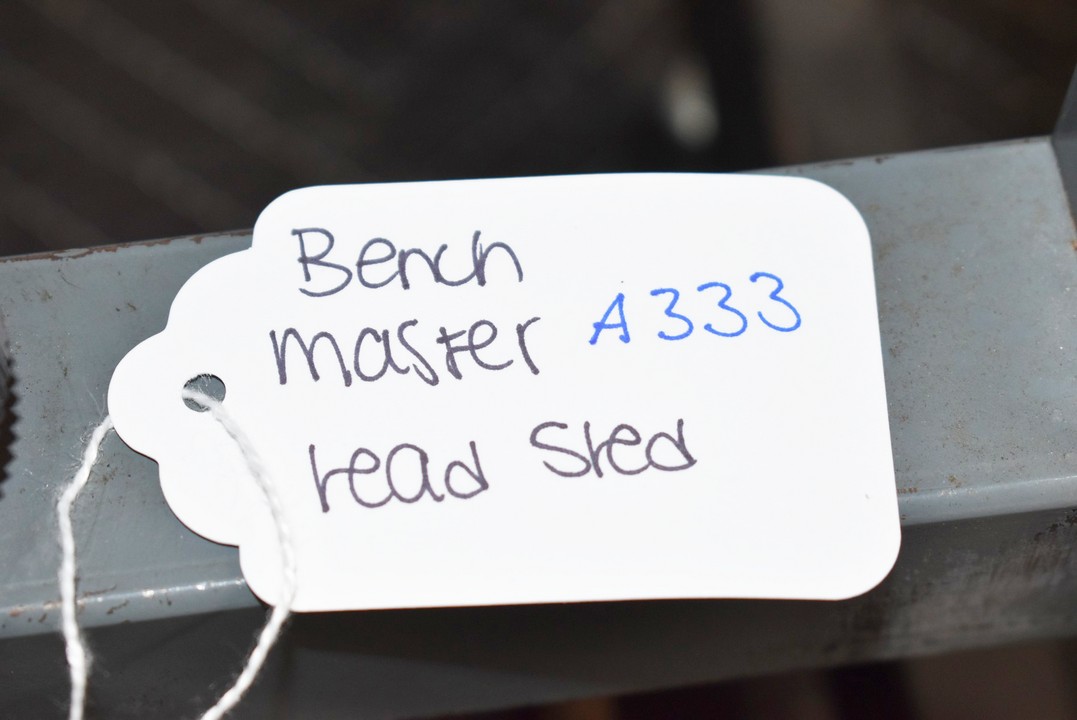 Bench
master A333
Lead Sled